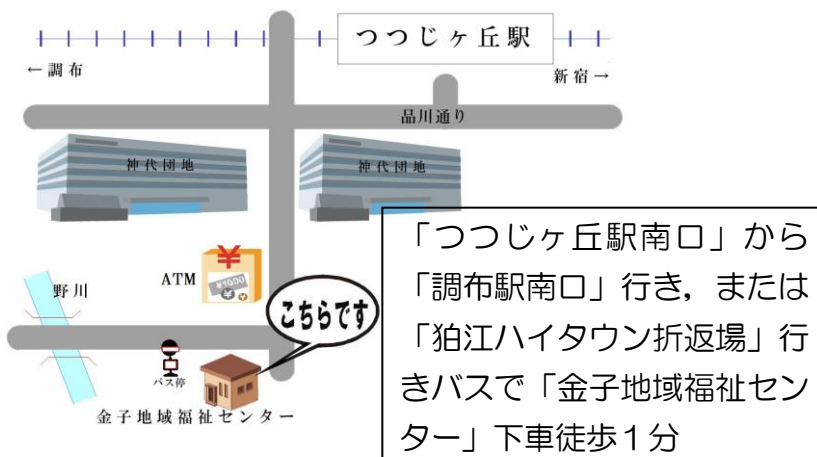 つつじヶ丘駅
←調布
新宿→
品川通り
神代団地
神代団地
¥
ATM
¥1000
¥
¥
野川
こちらです
バス停
金子地域福祉センター
「つつじヶ丘駅南口」から
「調布駅南口」行き，または
「狛江ハイタウン折返場」行
きバスで「金子地域福祉セン
ター」下車徒歩１分